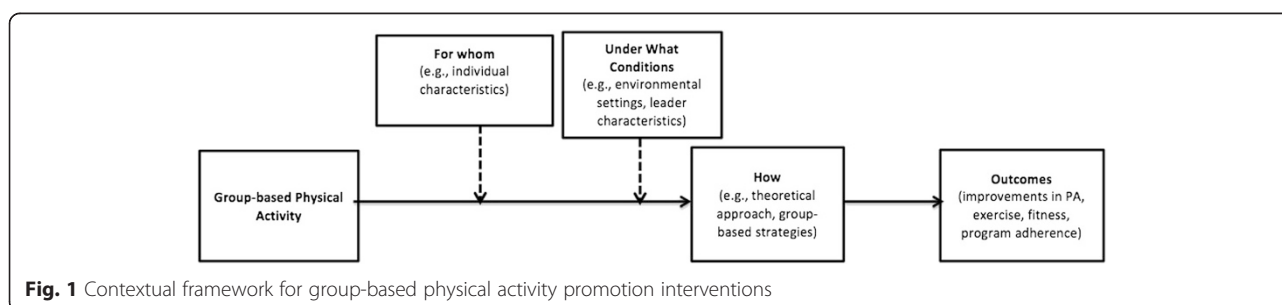 For whom
(e.g., individual
characteristics)
Under What
Conditions
(e.g., environmental
settings, leader
characteristics)
Group-based Physical
Activity
How
(e.g., theoretical
approach, group-
based strategies)
Outcomes
(improvements in PA,
exercise, fitness,
program adherence)
Fig. 1 Contextual framework for group-based physical activity promotion interventions